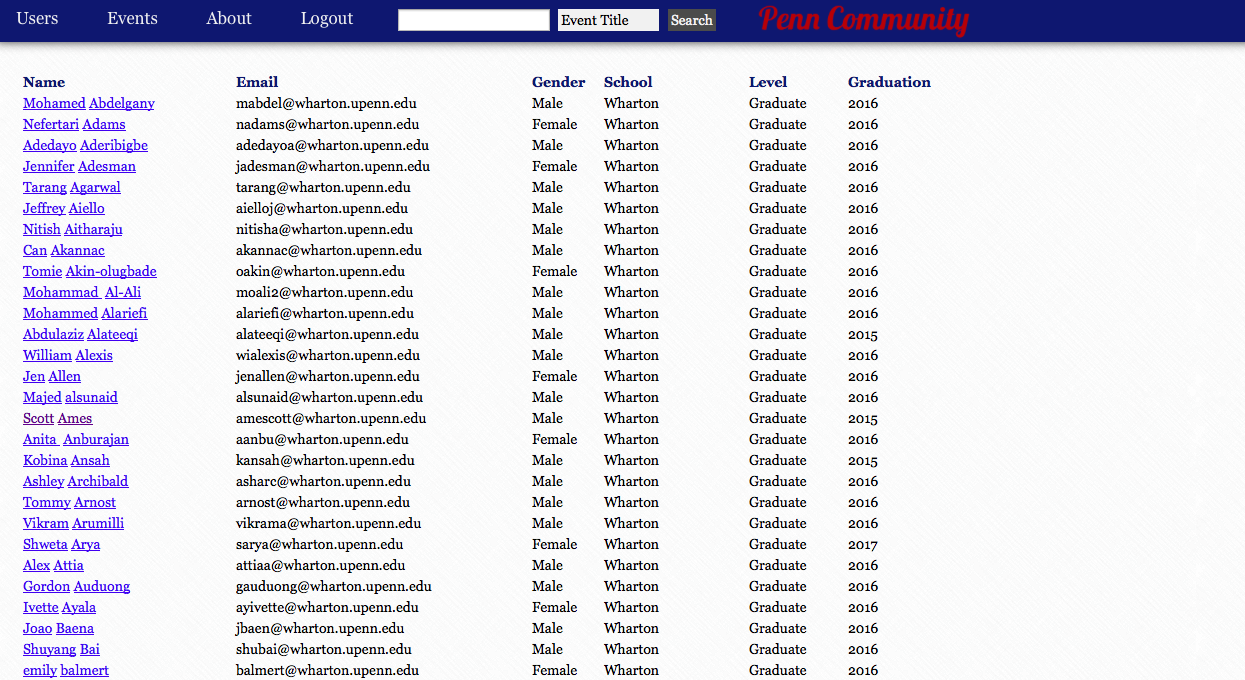 Users Events About Logout Event Title Search Penn Community
Name Email Gender School Level Graduation
Mohamed Abdelgany mabdel@wharton.upenn.edu Male Wharton Graduate 2016
Nefertari Adams nadams@wharton.upenn.edu Female Wharton Graduate 2016
Adedayo Aderibigbe adedayoa@wharton.upenn.edu Male Wharton Graduate 2016
Jennifer Adesman jadesman@wharton.upenn.edu Female Wharton Graduate 2016
Tarang Agarwal tarang@wharton.upenn.edu Male Wharton Graduate 2016
Jeffrey Aiello aielloj@wharton.upenn.edu Male Wharton Graduate 2016
Nitish Aitharaju nitisha@wharton.upenn.edu Male Wharton Graduate 2016
Can Akannac akannac@wharton.upenn.edu Male Wharton Graduate 2016
Tomie Akin-olugbade oakin@wharton.upenn.edu Female Wharton Graduate 2016
Mohammad Al-Ali moali2@wharton.upenn.edu Male Wharton Graduate 2016
Mohammed Alariefi alariefi@wharton.upenn.edu Male Wharton Graduate 2016
Abdulaziz Alateeqi alateeqi@wharton.upenn.edu Male Wharton Graduate 2015
William Alexis wialexis@wharton.upenn.edu Male Wharton Graduate 2016
Jen Allen jenallen@wharton.upenn.edu Female Wharton Graduate 2016
Majed alsunaid alsunaid@wharton.upenn.edu Male Wharton Graduate 2016
Scott Ames amescott@wharton.upenn.edu Male Wharton Graduate 2015
Anita Anburajan aanbu@wharton.upenn.edu Female Wharton Graduate 2016
Kobina Ansah kansah@wharton.upenn.edu Male Wharton Graduate 2015
Ashley Archibald asharc@wharton.upenn.edu Male Wharton Graduate 2016
Tommy Arnost arnost@wharton.upenn.edu Male Wharton Graduate 2016
Vikram Arumilli vikrama@wharton.upenn.edu Male Wharton Graduate 2016
Shweta Arya sarya@wharton.upenn.edu Female Wharton Graduate 2017
Alex Attia attiaa@wharton.upenn.edu Male Wharton Graduate 2016
Gordon Auduong gauduong@wharton.upenn.edu Male Wharton Graduate 2016
Ivette Ayala ayivette@wharton.upenn.edu Female Wharton Graduate 2016
Joao Baena jbaen@wharton.upenn.edu Male Wharton Graduate 2016
Shuyang Bai shubai@wharton.upenn.edu Male Wharton Graduate 2016
emily balmert balmert@wharton.upenn.edu Female Wharton Graduate 2016